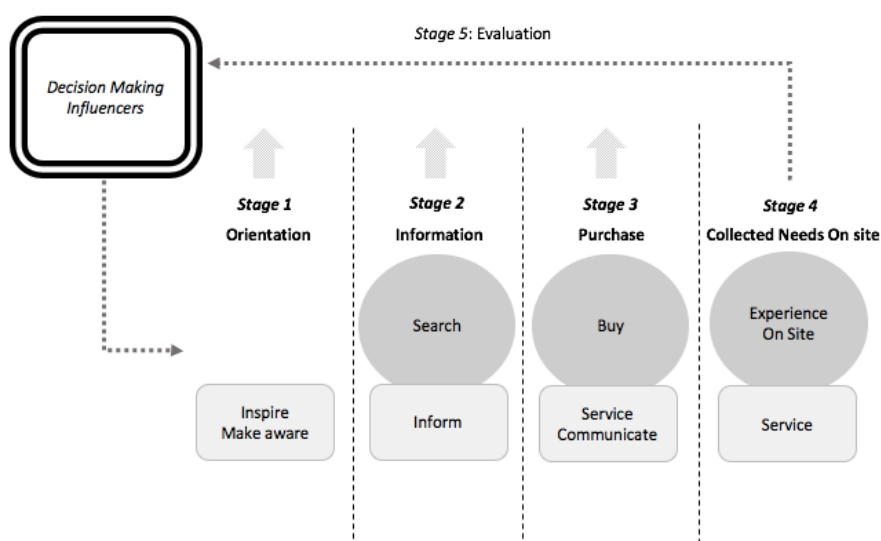 Stage 5: Evaluation
Decision Making
Influencers
Stage 1
Orientation
Inspire
Make aware
Stage 2
Information
Search
Inform
Stage 3
Purchase
Buy
Service
Communicate
Stage 4
Collected Needs On site
Experience
On Site
Service